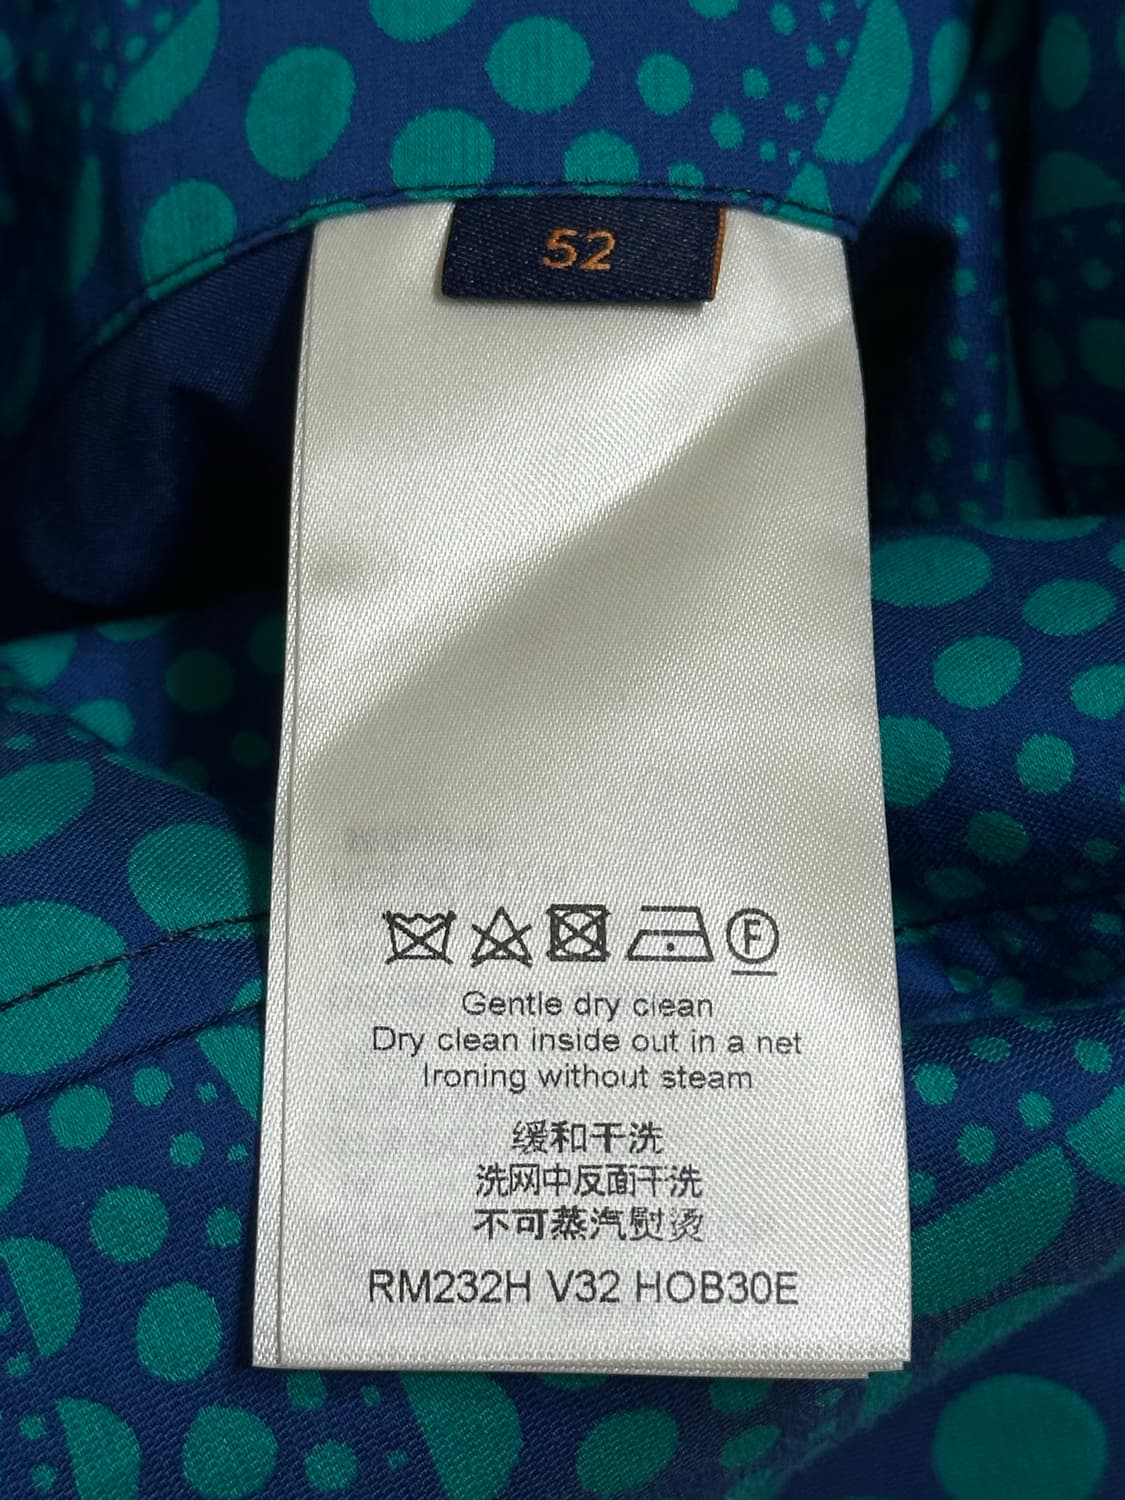 52
F
Gentle dry clean
Dry clean inside out in a net
Ironing without steam
缓和干洗
洗网中反面干洗
不可蒸汽熨烫
RM232H V32 HOB30E